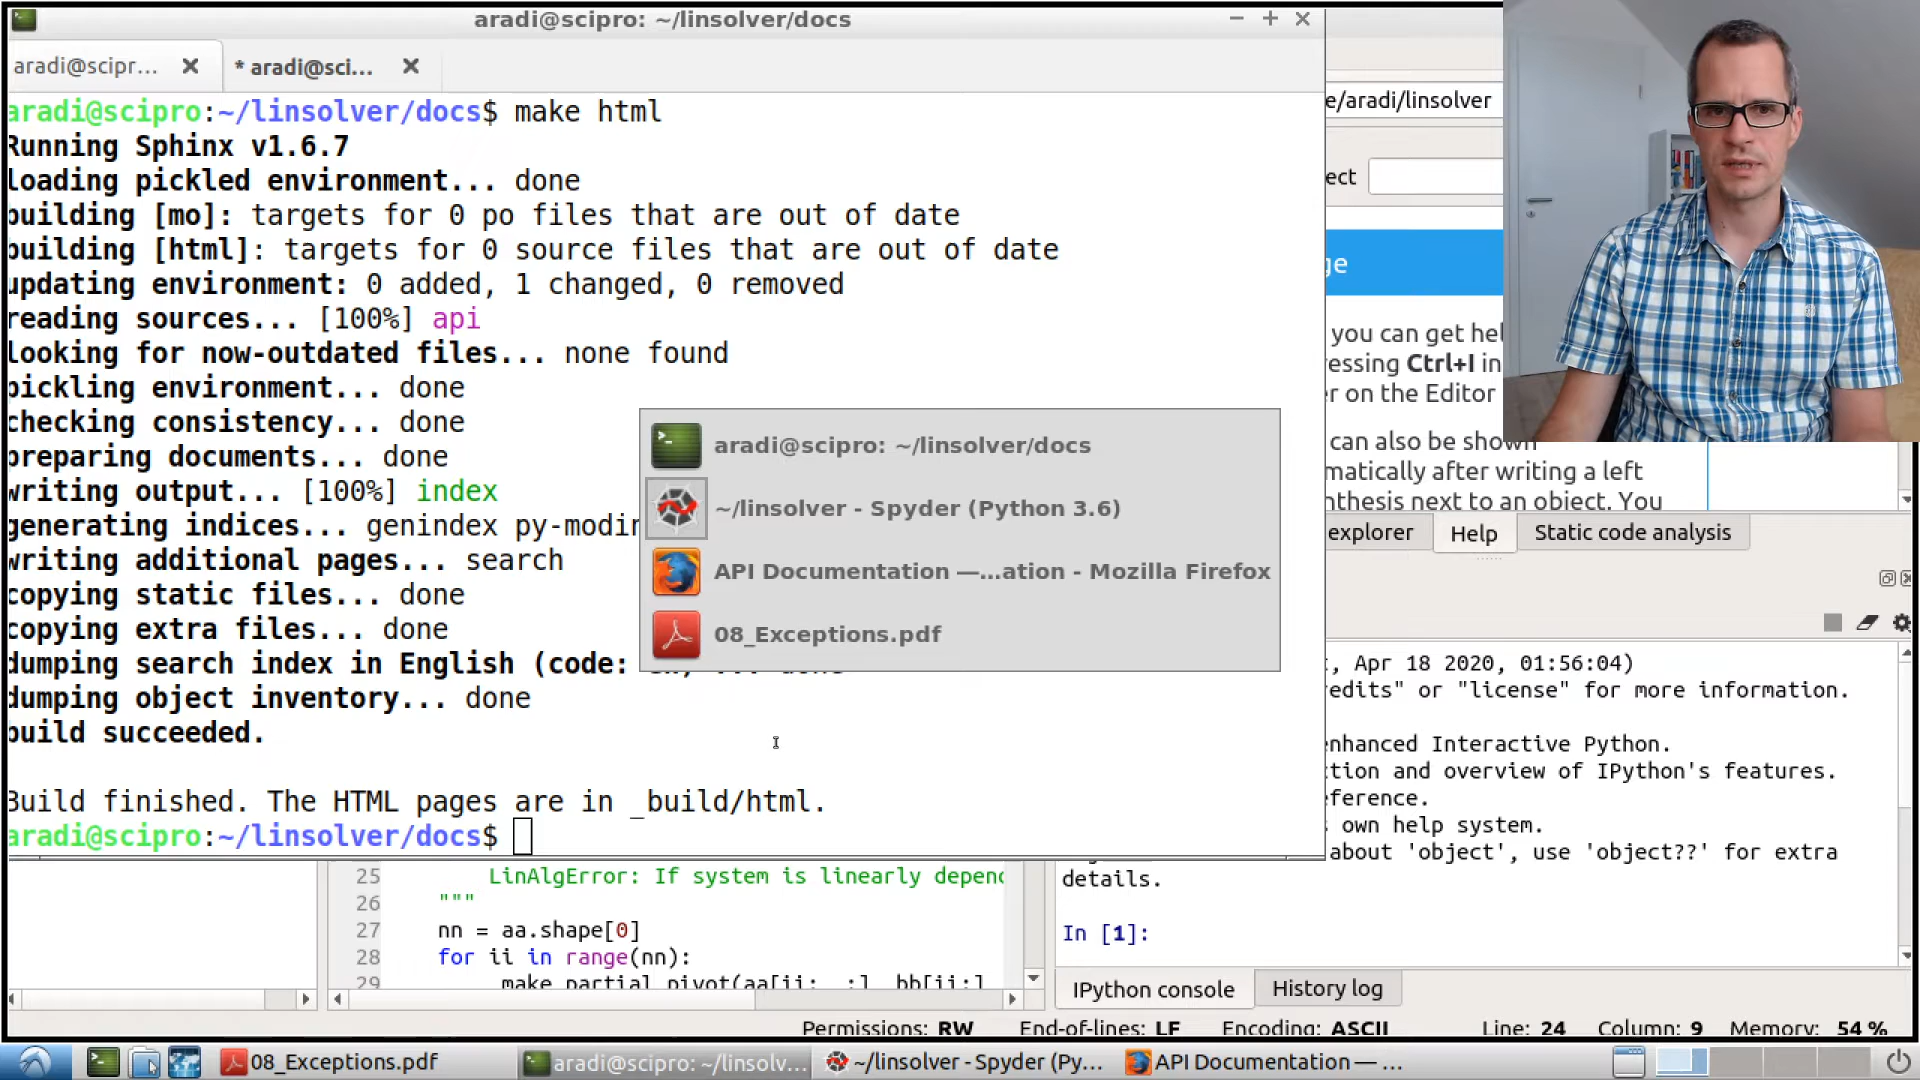 aradi@scipro: ~/linsolver/docs
aradi@scipr...
* aradi@sci...
aradi@scipro:~/linsolver/docs$ make html
Running Sphinx v1.6.7
loading pickled environment... done
building [mo]: targets for 0 po files that are out of date
building [html]: targets for 0 source files that are out of date
updating environment: 0 added, 1 changed, 0 removed
reading sources... [100%] api
looking for now-outdated files... none found
pickling environment... done
checking consistency... done
preparing documents... done
writing output... [100%] index
generating indices... genindex py-modin
writing additional pages... search
copying static files... done
copying extra files... done
dumping search index in English (code:
dumping object inventory... done
build succeeded.
Build finished. The HTML pages are in _build/html.
aradi@scipro:~/linsolver/docs$
aradi@scipro: ~/linsolver/docs
~/linsolver - Spyder (Python 3.6)
API Documentation —...ation - Mozilla Firefox
08_Exceptions.pdf
e/aradi/linsolver
ect
ge
you can get hel
essing Ctrl+I in
r on the Editor
can also be shown
matically after writing a left
nthesis next to an object. You
explorer
Help
Static code analysis
, Apr 18 2020, 01:56:04)
redits" or "license" for more information.
enhanced Interactive Python.
ction and overview of IPython's features.
eference.
s own help system.
about 'object', use 'object??' for extra
details.
In [1]:
IPython console
History log
25 LinAlgError: If system is linearly depend
26 """
27 nn = aa.shape[0]
28 for ii in range(nn):
29 make_partial_pivot(aa[ii:, :], bb[ii:]
Permissions: RW
End-of-lines: LF
Encoding: ASCII
Line: 24
Column: 9
Memory: 54 %
08_Exceptions.pdf
aradi@scipro: ~/linsolv...
~/linsolver - Spyder (Py...
API Documentation — ...